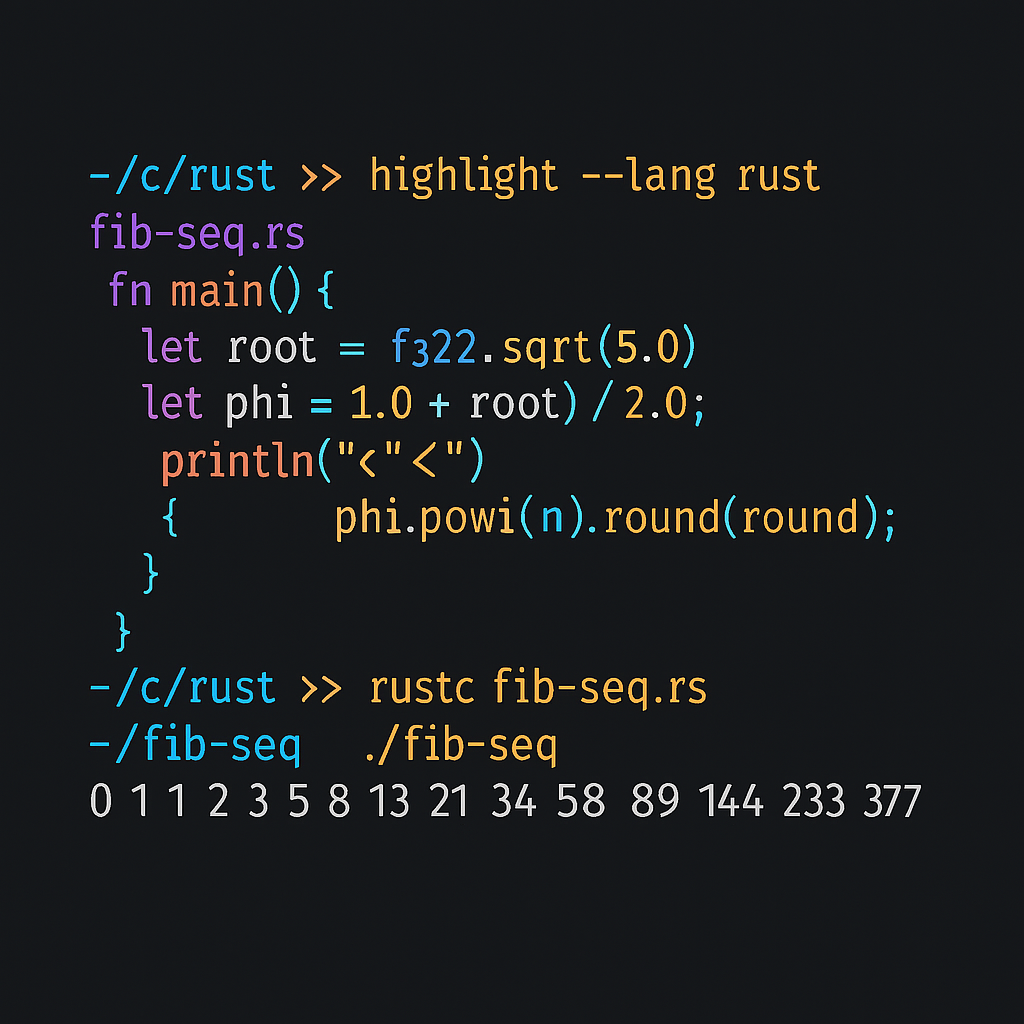 -/c/rust >> highlight --lang rust
fib-seq.rs
fn main() {
let root = f322.sqrt(5.0)
let phi = 1.0 + root) / 2.0;
println("<"<")
{ phi.powi(n).round(round);
}
}
-/c/rust >> rustc fib-seq.rs
-/fib-seq ./fib-seq
0 1 1 2 3 5 8 13 21 34 58 89 144 233 377